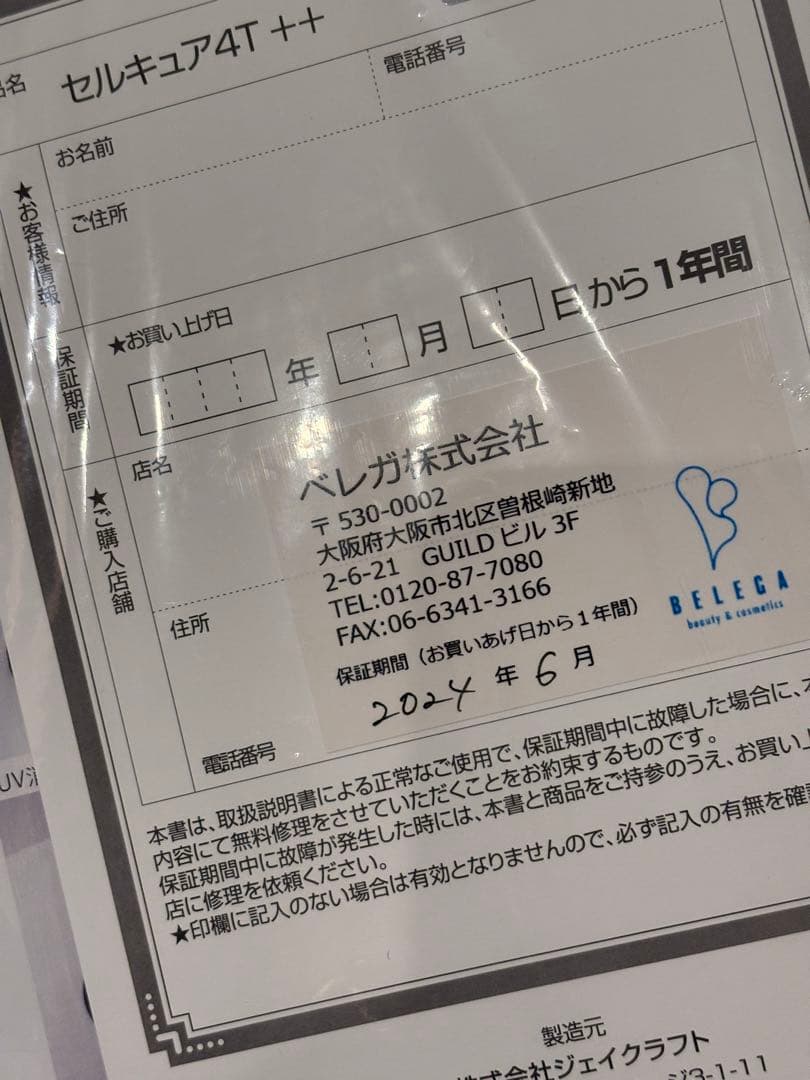 品名 セルキュア4T ++
電話番号
お名前
★お客様情報
ご住所
保証期間
★お買い上げ日
年 月 日から1年間
★ご購入店舗
店名
ベレガ株式会社
〒530-0002
大阪府大阪市北区曽根崎新地
2-6-21 GUILDビル 3F
TEL:0120-87-7080
FAX:06-6341-3166
保証期間(お買いあげ日から1年間)
2024年6月
BELEGA
beauty & cosmetics
住所
電話番号
本書は、取扱説明書による正常なご使用で、保証期間中に故障した場合に、本
内容にて無料修理をさせていただくことをお約束するものです。
保証期間中に故障が発生した時には、本書と商品をご持参のうえ、お買い上
店に修理を依頼ください。
★印欄に記入のない場合は有効となりませんので、必ず記入の有無を確認
製造元
株式会社ジェイクラフト
3-1-11
UV